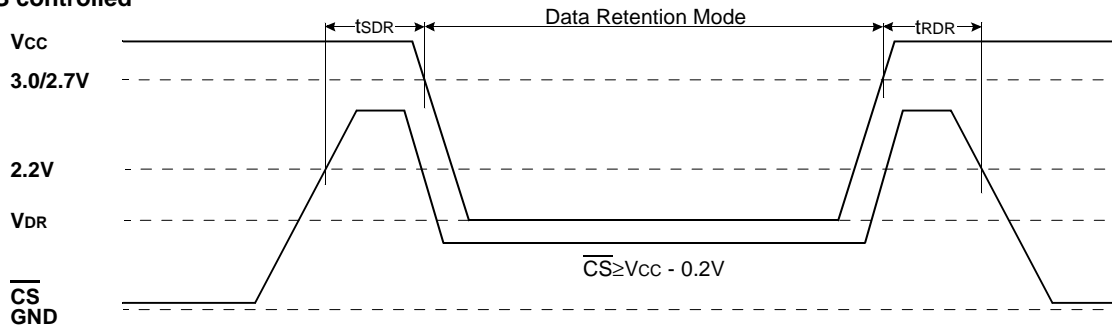 controlled
tSDR
Data Retention Mode
tRDR
VCC
3.0/2.7V
2.2V
VDR
CS≥VCC - 0.2V
CS
GND